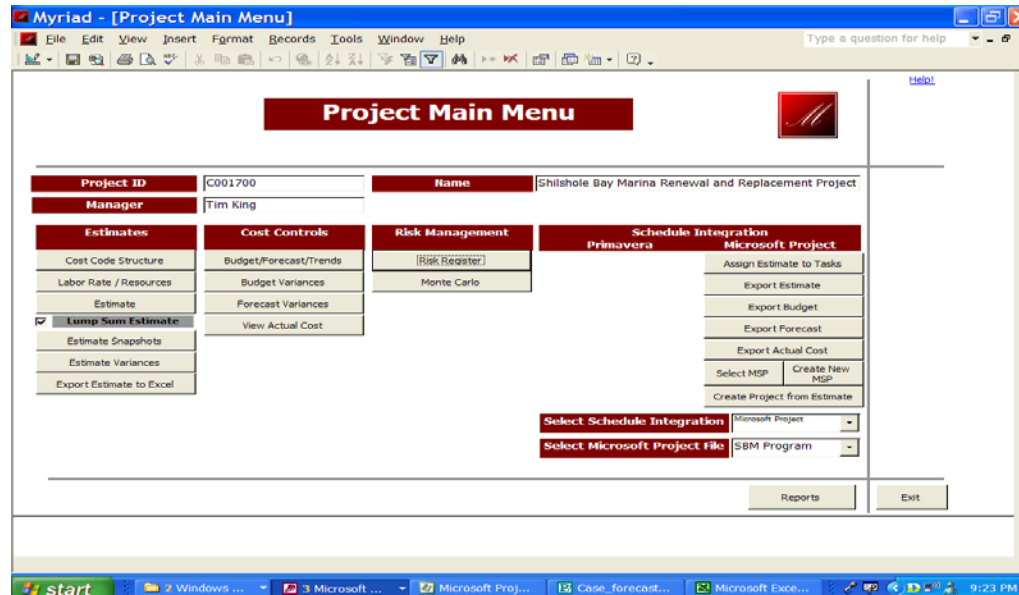 Myriad - [Project Main Menu]
File Edit View Insert Format Records Tools Window Help Type a question for help
Help!
Project Main Menu
M
Project ID C001700 Name Shilshole Bay Marina Renewal and Replacement Project
Manager Tim King
Estimates Cost Controls Risk Management Schedule Integration
Primavera Microsoft Project
Cost Code Structure Budget/Forecast/Trends Risk Register Assign Estimate to Tasks
Labor Rate / Resources Budget Variances Monte Carlo Export Estimate
Estimate Forecast Variances Export Budget
Lump Sum Estimate View Actual Cost Export Forecast
Estimate Snapshots Export Actual Cost
Estimate Variances Select MSP Create New MSP
Export Estimate to Excel Create Project from Estimate
Select Schedule Integration Microsoft Project
Select Microsoft Project File SBM Program
Reports Exit
start 2 Windows ... 3 Microsoft ... Microsoft Proj... Case_forecast... Microsoft Exce... 9:23 PM